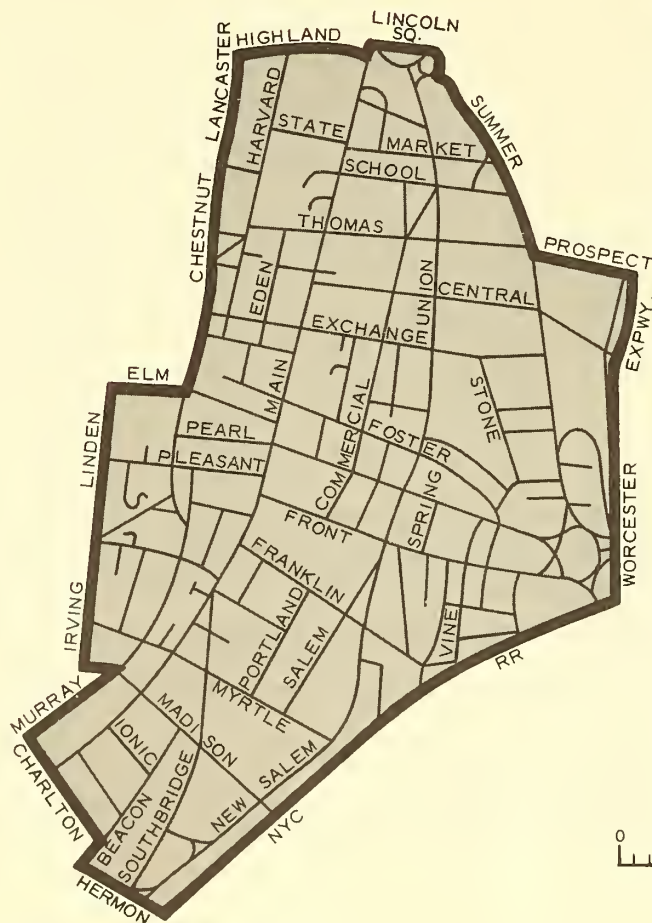 LINCOLN
SQ.
HIGHLAND
LANCASTER
HARVARD
STATE
SUMMER
MARKET
SCHOOL
CHESTNUT
THOMAS
PROSPECT
EDEN
UNION
CENTRAL
EXPWY.
EXCHANGE
ELM
MAIN
COMMERCIAL
STONE
PEARL
FOSTER
LINDEN
PLEASANT
SPRING
WORCESTER
FRONT
FRANKLIN
IRVING
PORTLAND
SALEM
VINE
RR
MURRAY
MYRTLE
MADISON
IONIC
CHARLTON
BEACON
SOUTHBRIDGE
NEW SALEM
NYC
HERMON
0